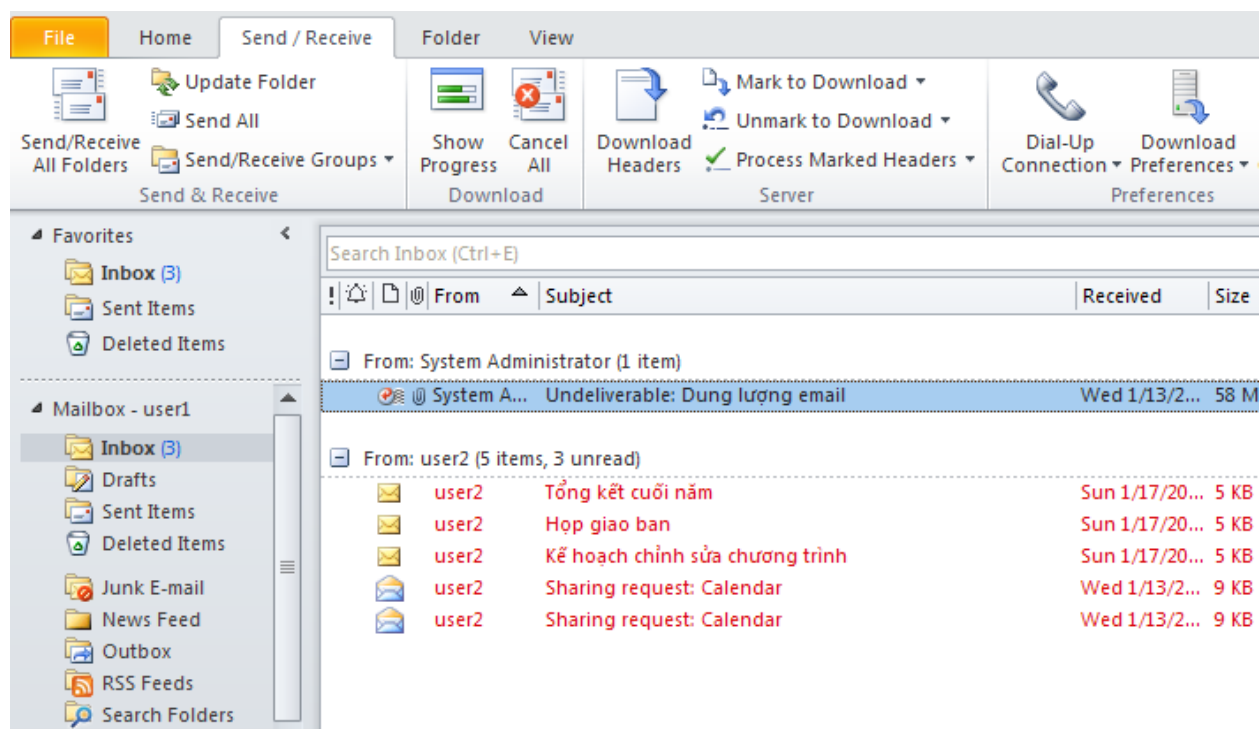 File Home Send / Receive Folder View
Update Folder
Send All
Send/Receive Groups
Send/Receive All Folders
Send & Receive
Show Progress
Cancel All
Download
Download Headers
Mark to Download
Unmark to Download
Process Marked Headers
Server
Dial-Up Connection
Download Preferences
Preferences
Favorites
Inbox (3)
Sent Items
Deleted Items
Mailbox - user1
Inbox (3)
Drafts
Sent Items
Deleted Items
Junk E-mail
News Feed
Outbox
RSS Feeds
Search Folders
Search Inbox (Ctrl+E)
! From Subject Received Size
From: System Administrator (1 item)
System A... Undeliverable: Dung lượng email Wed 1/13/2... 58 M
From: user2 (5 items, 3 unread)
user2 Tổng kết cuối năm Sun 1/17/20... 5 KB
user2 Họp giao ban Sun 1/17/20... 5 KB
user2 Kế hoạch chỉnh sửa chương trình Sun 1/17/20... 5 KB
user2 Sharing request: Calendar Wed 1/13/2... 9 KB
user2 Sharing request: Calendar Wed 1/13/2... 9 KB